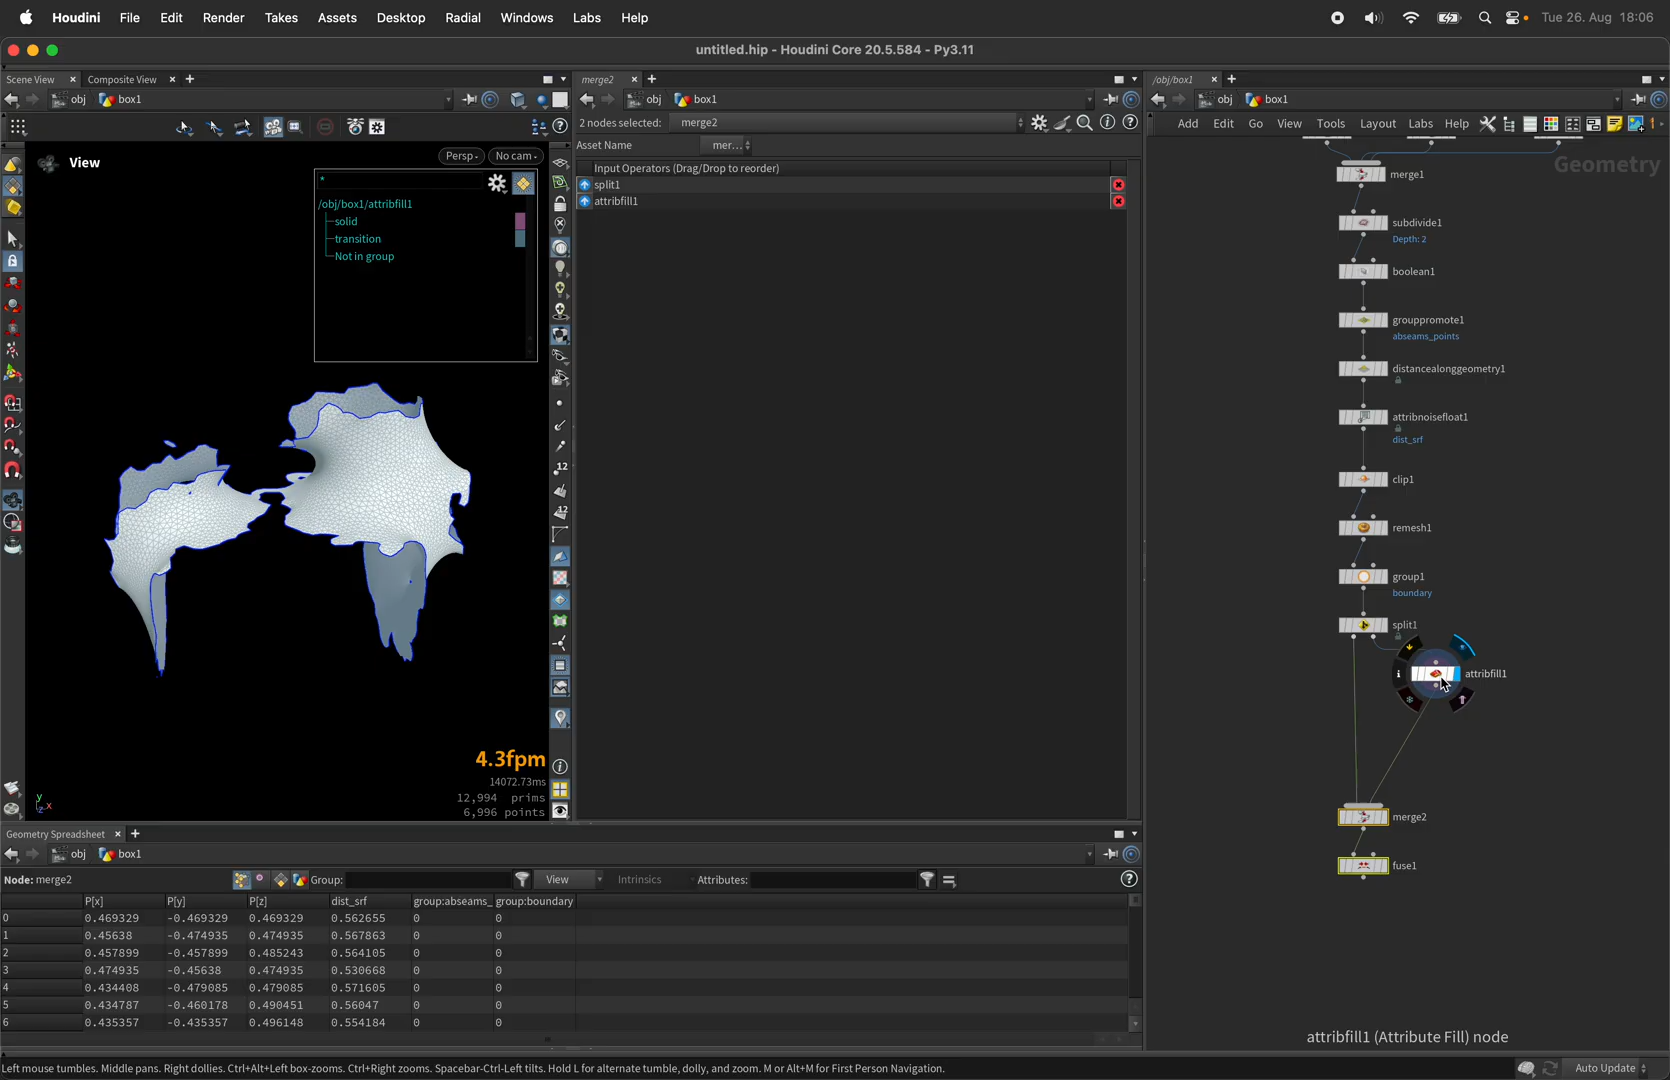 Houdini File Edit Render Takes Assets Desktop Radial Windows Labs Help Tue 26. Aug 18:06
untitled.hip - Houdini Core 20.5.584 - Py3.11
Scene View Composite View
obj box1
View Persp No cam
*
/obj/box1/attribfill1
solid
transition
Not in group
4.3fpm
14072.73ms
12,994 prims
6,996 points
merge2
obj box1
2 nodes selected: merge2
Asset Name mer...
Input Operators (Drag/Drop to reorder)
split1
attribfill1
/obj/box1
obj box1
Add Edit Go View Tools Layout Labs Help
Geometry
merge1
subdivide1
Depth: 2
boolean1
grouppromote1
abseams_points
distancealonggeometry1
attribnoisefloat1
dist_srf
clip1
remesh1
group1
boundary
split1
attribfill1
merge2
fuse1
attribfill1 (Attribute Fill) node
Geometry Spreadsheet
obj box1
Node: merge2 Group: View Intrinsics Attributes:
P[x] P[y] P[z] dist_srf group:abseams_ group:boundary
0 0.469329 -0.469329 0.469329 0.562655 0 0
1 0.45638 -0.474935 0.474935 0.567863 0 0
2 0.457899 -0.457899 0.485243 0.564105 0 0
3 0.474935 -0.45638 0.474935 0.530668 0 0
4 0.434408 -0.479085 0.479085 0.571605 0 0
5 0.434787 -0.460178 0.490451 0.56047 0 0
6 0.435357 -0.435357 0.496148 0.554184 0 0
Left mouse tumbles. Middle pans. Right dollies. Ctrl+Alt+Left box-zooms. Ctrl+Right zooms. Spacebar-Ctrl-Left tilts. Hold L for alternate tumble, dolly, and zoom. M or Alt+M for First Person Navigation. Auto Update